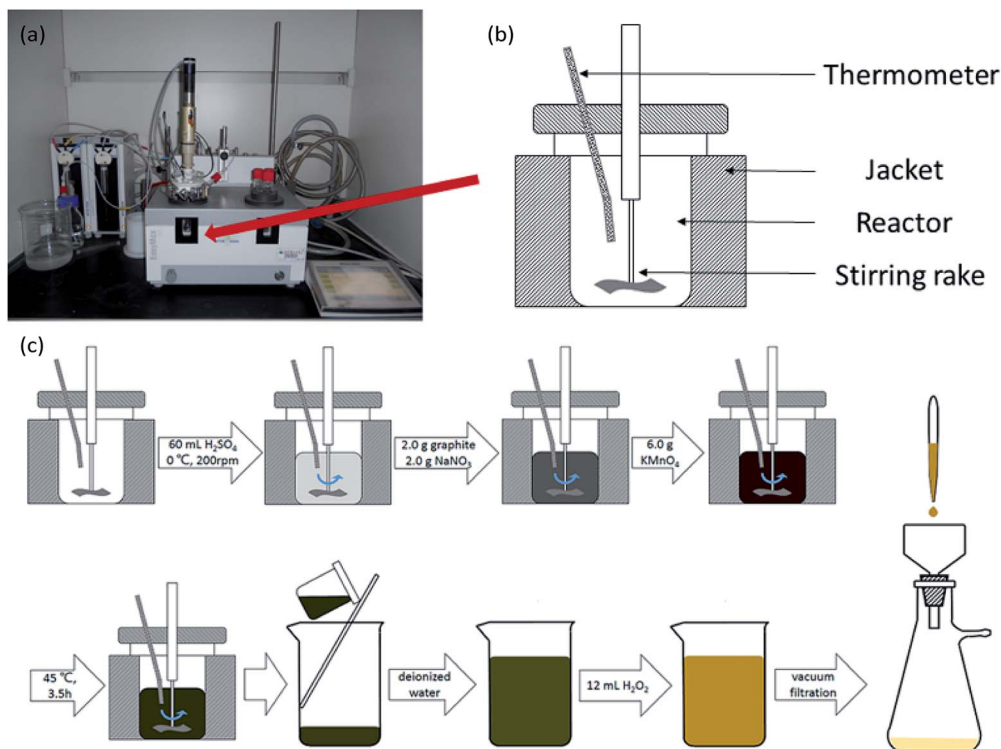 (a)
(b)
Thermometer
Jacket
Reactor
Stirring rake
(c)
60 mL H₂SO₄
0 ℃, 200rpm
2.0 g graphite
2.0 g NaNO₃
6.0 g
KMnO₄
45 ℃,
3.5h
deionized
water
12 mL H₂O₂
vacuum
filtration